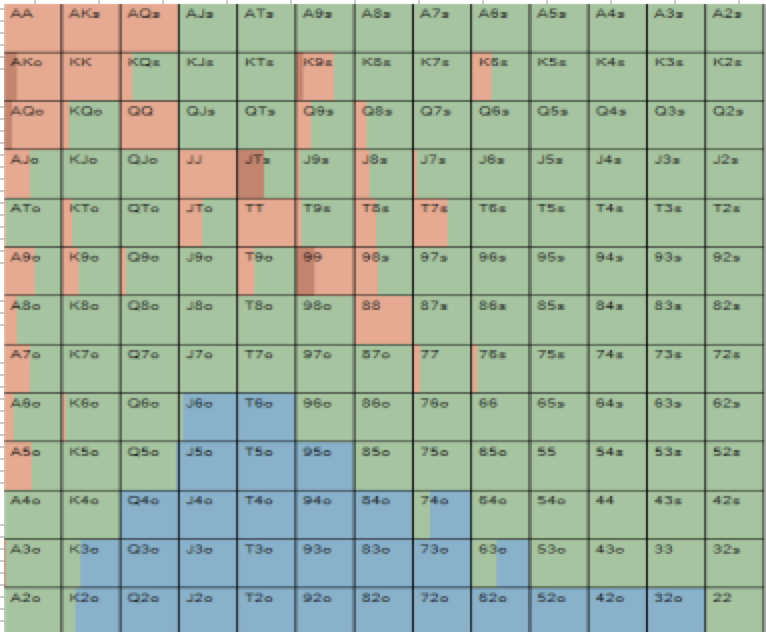 AA AKs AQs AJs ATs A9s A8s A7s A6s A5s A4s A3s A2s
AKo KK KQs KJs KTs K9s K8s K7s K6s K5s K4s K3s K2s
AQo KQo QQ QJs QTs Q9s Q8s Q7s Q6s Q5s Q4s Q3s Q2s
AJo KJo QJo JJ JTs J9s J8s J7s J6s J5s J4s J3s J2s
ATo KTo QTo JTo TT T9s T8s T7s T6s T5s T4s T3s T2s
A9o K9o Q9o J9o T9o 99 98s 97s 96s 95s 94s 93s 92s
A8o K8o Q8o J8o T8o 98o 88 87s 86s 85s 84s 83s 82s
A7o K7o Q7o J7o T7o 97o 87o 77 76s 75s 74s 73s 72s
A6o K6o Q6o J6o T6o 96o 86o 76o 66 65s 64s 63s 62s
A5o K5o Q5o J5o T5o 95o 85o 75o 65o 55 54s 53s 52s
A4o K4o Q4o J4o T4o 94o 84o 74o 64o 54o 44 43s 42s
A3o K3o Q3o J3o T3o 93o 83o 73o 63o 53o 43o 33 32s
A2o K2o Q2o J2o T2o 92o 82o 72o 62o 52o 42o 32o 22